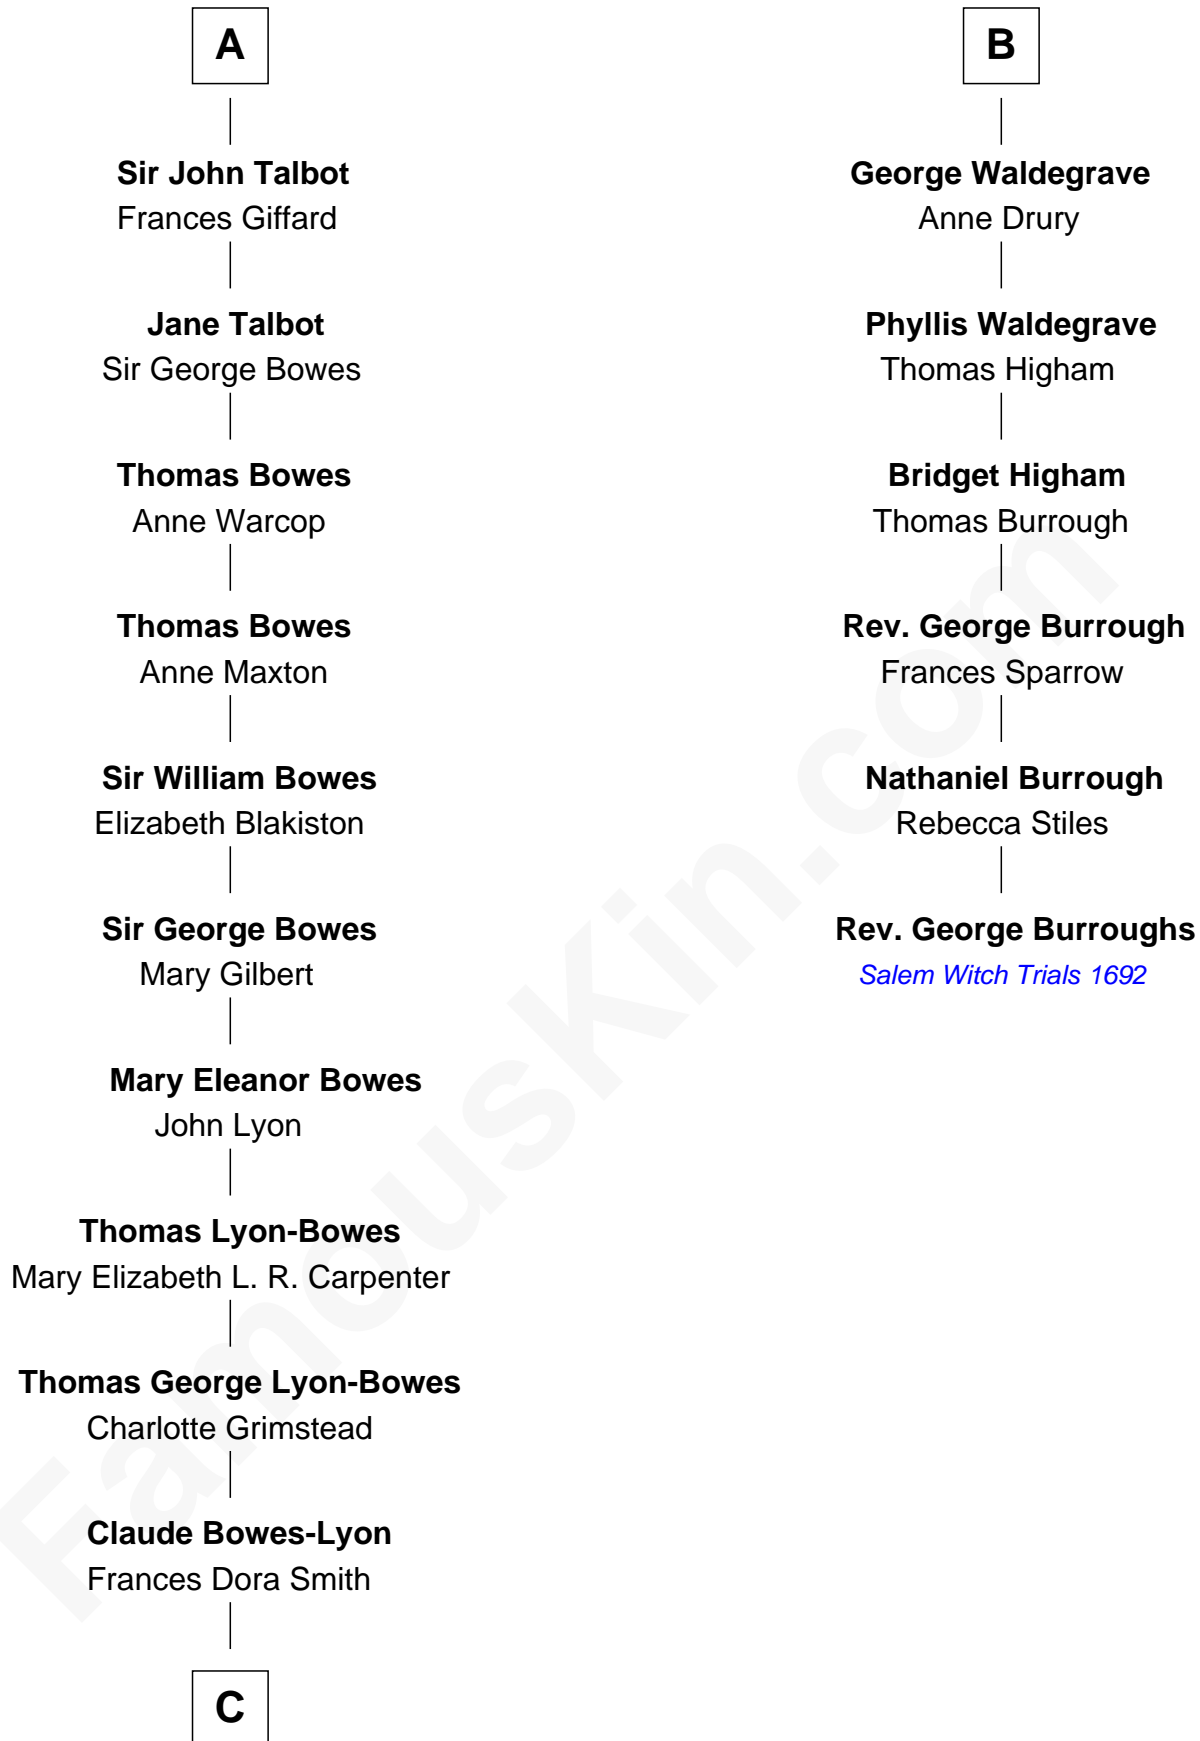 A
Sir John Talbot
Frances Giffard
Jane Talbot
Sir George Bowes
Thomas Bowes
Anne Warcop
Thomas Bowes
Anne Maxton
Sir William Bowes
Elizabeth Blakiston
Sir George Bowes
Mary Gilbert
Mary Eleanor Bowes
John Lyon
Thomas Lyon-Bowes
Mary Elizabeth L. R. Carpenter
Thomas George Lyon-Bowes
Charlotte Grimstead
Claude Bowes-Lyon
Frances Dora Smith
C
B
George Waldegrave
Anne Drury
Phyllis Waldegrave
Thomas Higham
Bridget Higham
Thomas Burrough
Rev. George Burrough
Frances Sparrow
Nathaniel Burrough
Rebecca Stiles
Rev. George Burroughs
Salem Witch Trials 1692
FamousKin.com